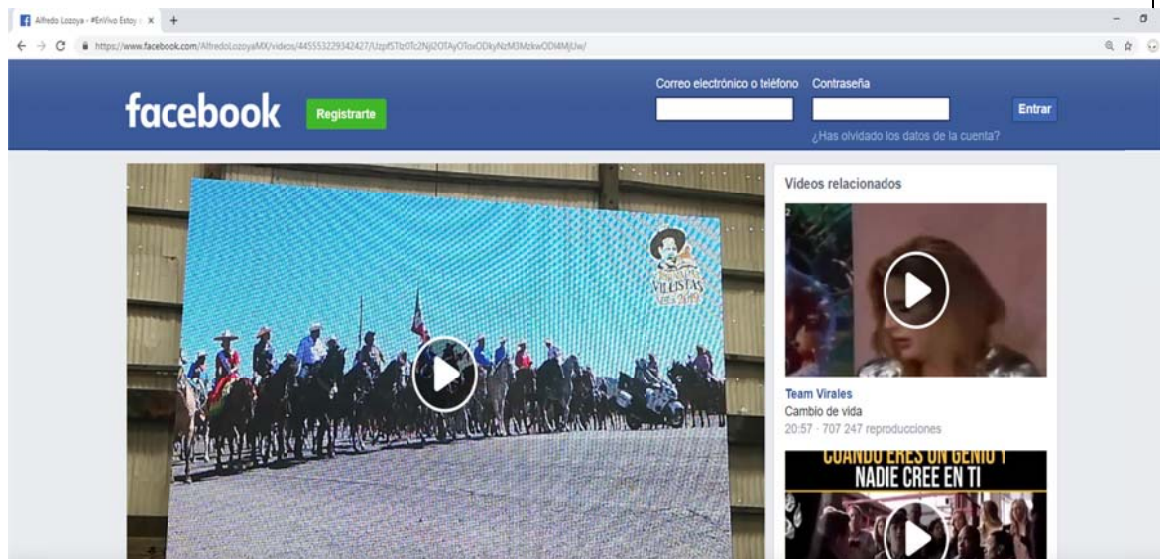 Alfredo Lozoya - #EnVivo Estoy
https://www.facebook.com/AlfredoLozoyaMX/videos/445553229342427/
Correo electrónico o teléfono
Contraseña
facebook
Registrarte
Entrar
¿Has olvidado los datos de la cuenta?
Vídeos relacionados
VILLISTAS
2019
Team Virales
Cambio de vida
20:57 · 707 247 reproducciones
CUANDO ERES UN GENIO Y
NADIE CREE EN TI